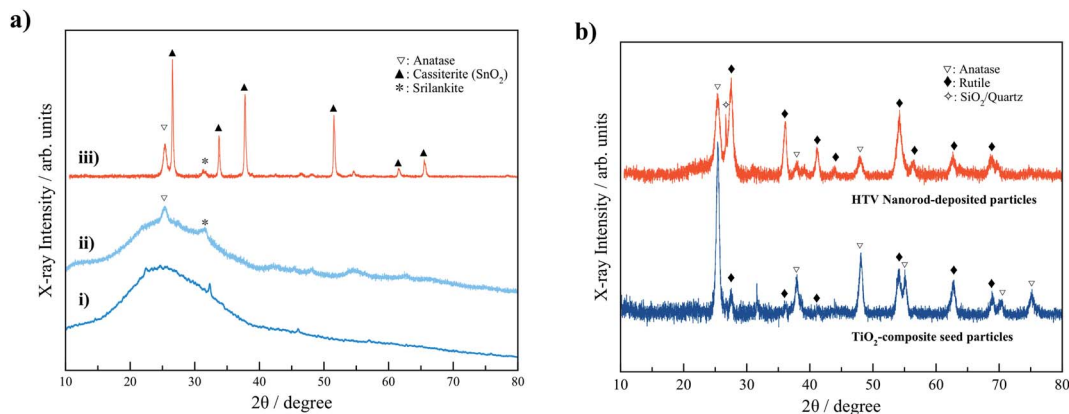 a)
▽: Anatase
▲: Cassiterite (SnO2)
*: Srilankite
iii)
ii)
i)
X-ray Intensity / arb. units
10 20 30 40 50 60 70 80
2θ / degree
b)
▽: Anatase
◆: Rutile
✧: SiO2/Quartz
HTV Nanorod-deposited particles
TiO2-composite seed particles
X-ray Intensity / arb. units
10 20 30 40 50 60 70 80
2θ / degree